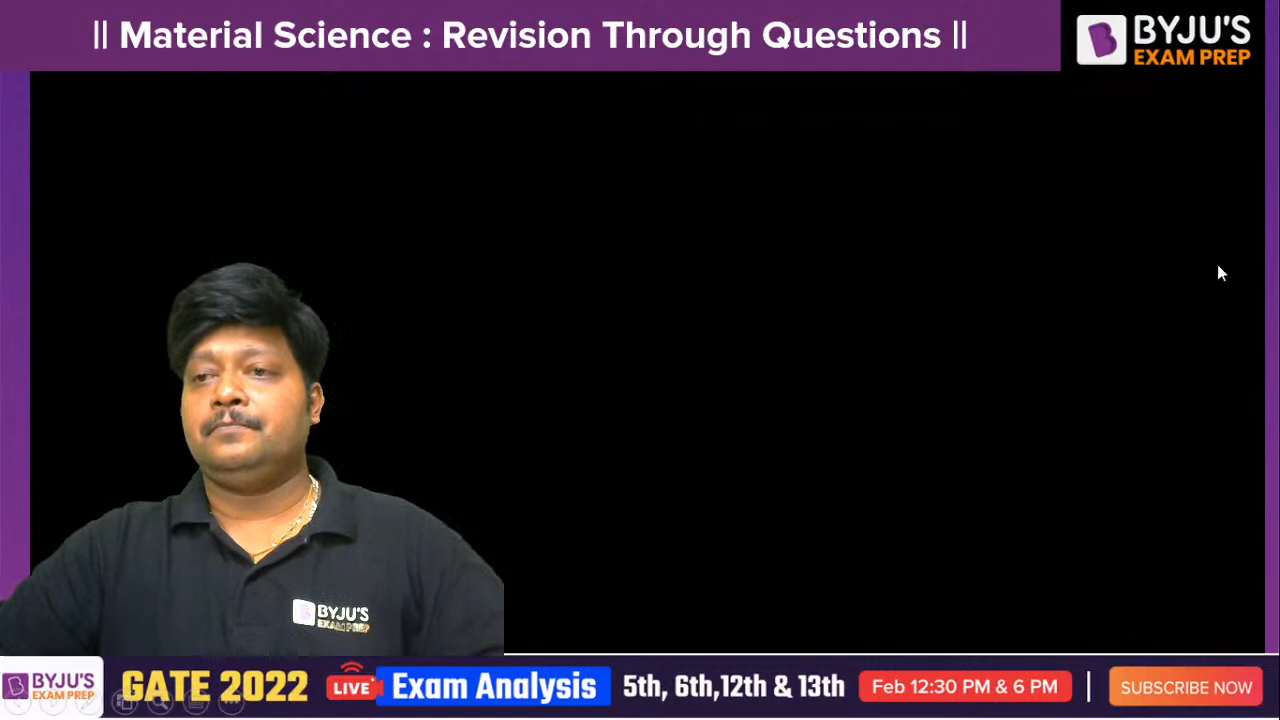 || Material Science : Revision Through Questions ||
BYJU'S
EXAM PREP
BYJU'S
EXAM PREP
BYJU'S
EXAM PREP
GATE 2022
LIVE
Exam Analysis
5th, 6th,12th & 13th
Feb 12:30 PM & 6 PM
SUBSCRIBE NOW